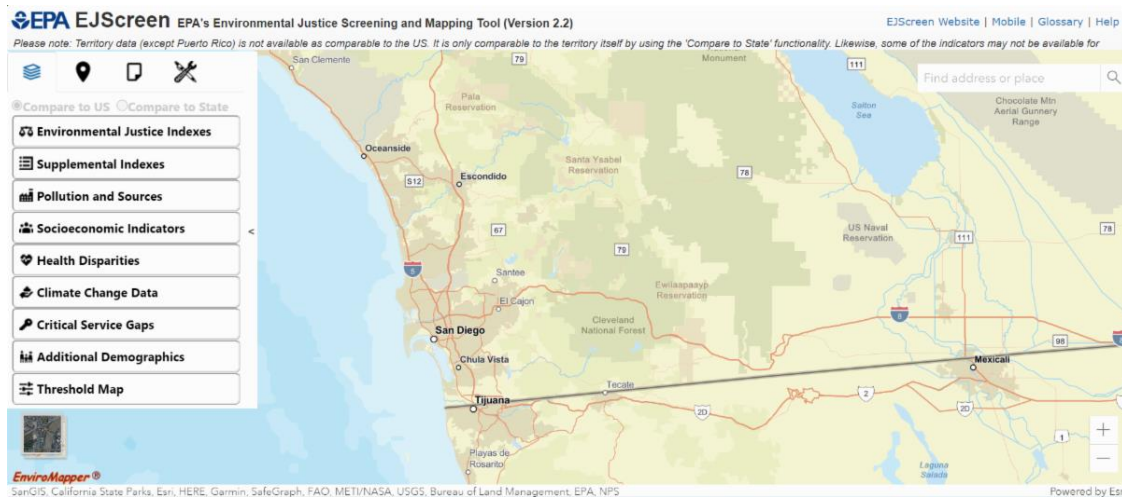 EPA EJScreen EPA's Environmental Justice Screening and Mapping Tool (Version 2.2)
EJScreen Website | Mobile | Glossary | Help
Please note: Territory data (except Puerto Rico) is not available as comparable to the US. It is only comparable to the territory itself by using the 'Compare to State' functionality. Likewise, some of the indicators may not be available for
Compare to US Compare to State
Environmental Justice Indexes
Supplemental Indexes
Pollution and Sources
Socioeconomic Indicators
Health Disparities
Climate Change Data
Critical Service Gaps
Additional Demographics
Threshold Map
<
EnviroMapper ®
Find address or place
San Clemente
79
Monument
111
Pala
Reservation
Salton
Sea
Chocolate Mtn
Aerial Gunnery
Range
Oceanside
Santa Ysabel
Reservation
S12
Escondido
78
67
79
US Naval
Reservation
111
78
5
Santee
El Cajon
Ewiiaapaayp
Reservation
Cleveland
National Forest
8
San Diego
98
Chula Vista
Mexicali
Tecate
Tijuana
2D
2
2D
1
Playas de
Rosarito
Laguna
Salada
+
−
SanGIS, California State Parks, Esri, HERE, Garmin, SafeGraph, FAO, METI/NASA, USGS, Bureau of Land Management, EPA, NPS
Powered by Esri